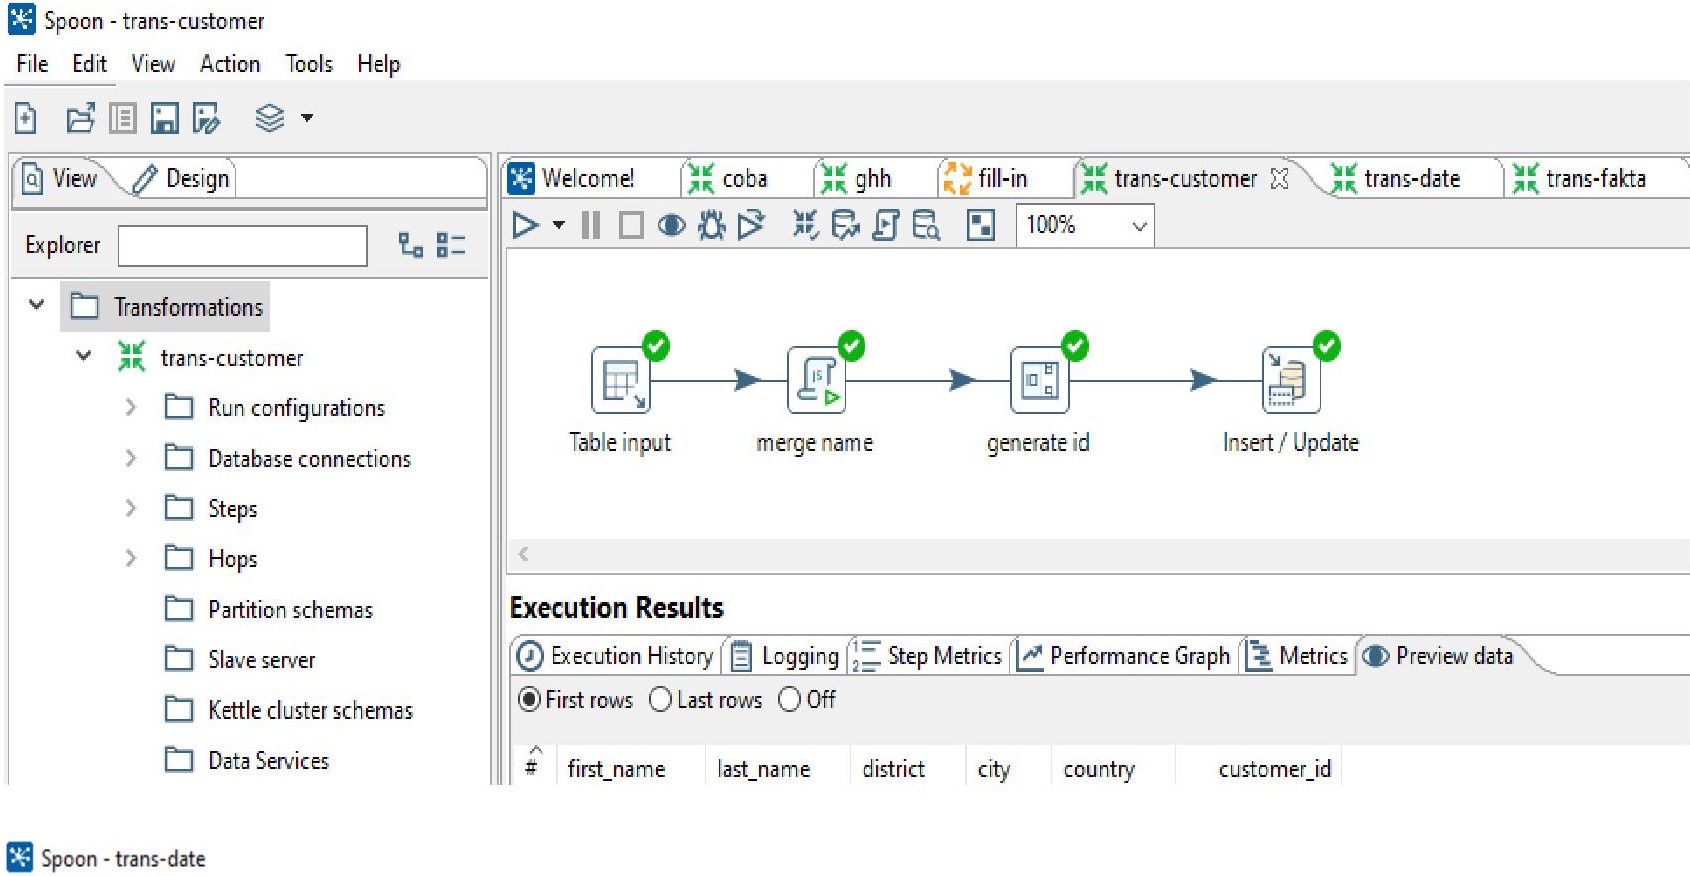 Spoon - trans-customer
File Edit View Action Tools Help
View Design
Welcome! coba ghh fill-in trans-customer trans-date trans-fakta
100%
Explorer
Transformations
trans-customer
Run configurations
Database connections
Steps
Hops
Partition schemas
Slave server
Kettle cluster schemas
Data Services
Table input merge name generate id Insert / Update
Execution Results
Execution History Logging Step Metrics Performance Graph Metrics Preview data
First rows Last rows Off
# first_name last_name district city country customer_id
Spoon - trans-date